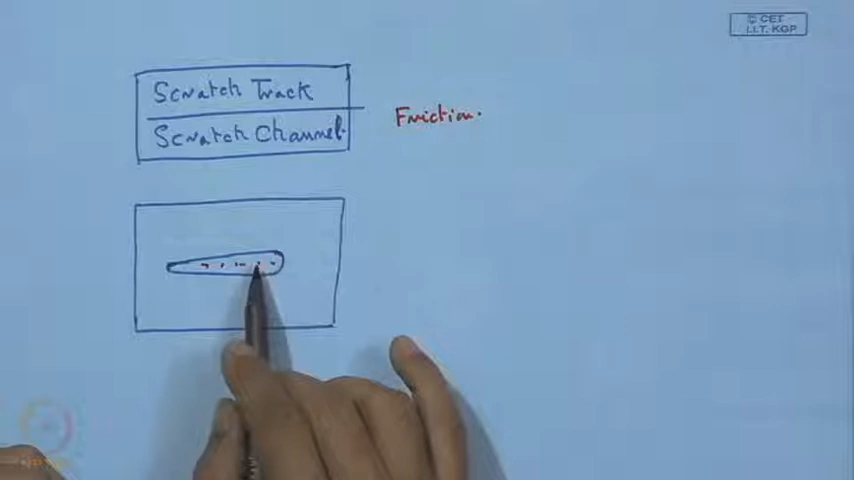 © CET
I.I.T. KGP
Scratch Track
Scratch Channel.
Friction.